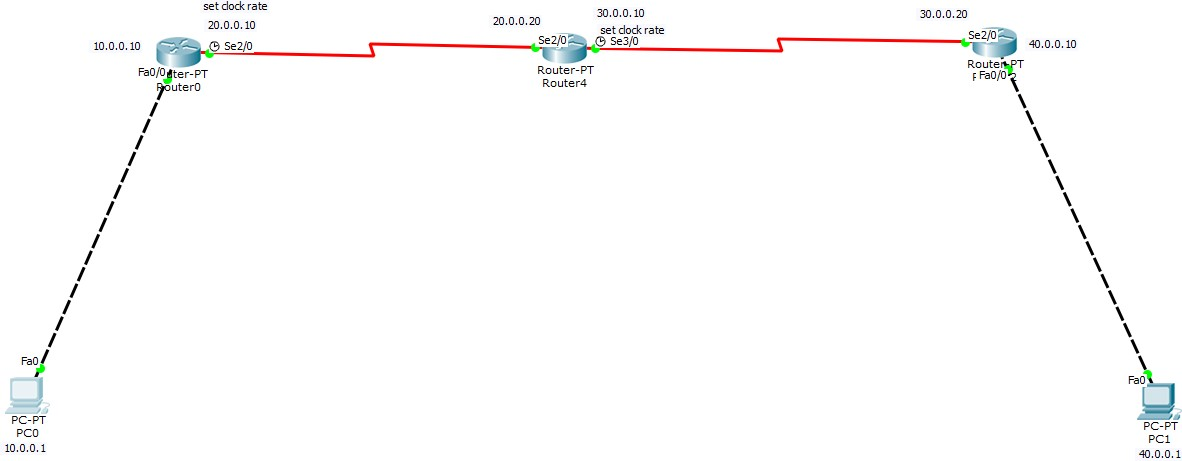 set clock rate
20.0.0.10
10.0.0.10
Se2/0
Fa0/0
Router0
20.0.0.20
30.0.0.10
set clock rate
Se2/0
Se3/0
Router-PT
Router4
30.0.0.20
Se2/0
40.0.0.10
Fa0/0
Fa0
PC-PT
PC0
10.0.0.1
Fa0
PC-PT
PC1
40.0.0.1